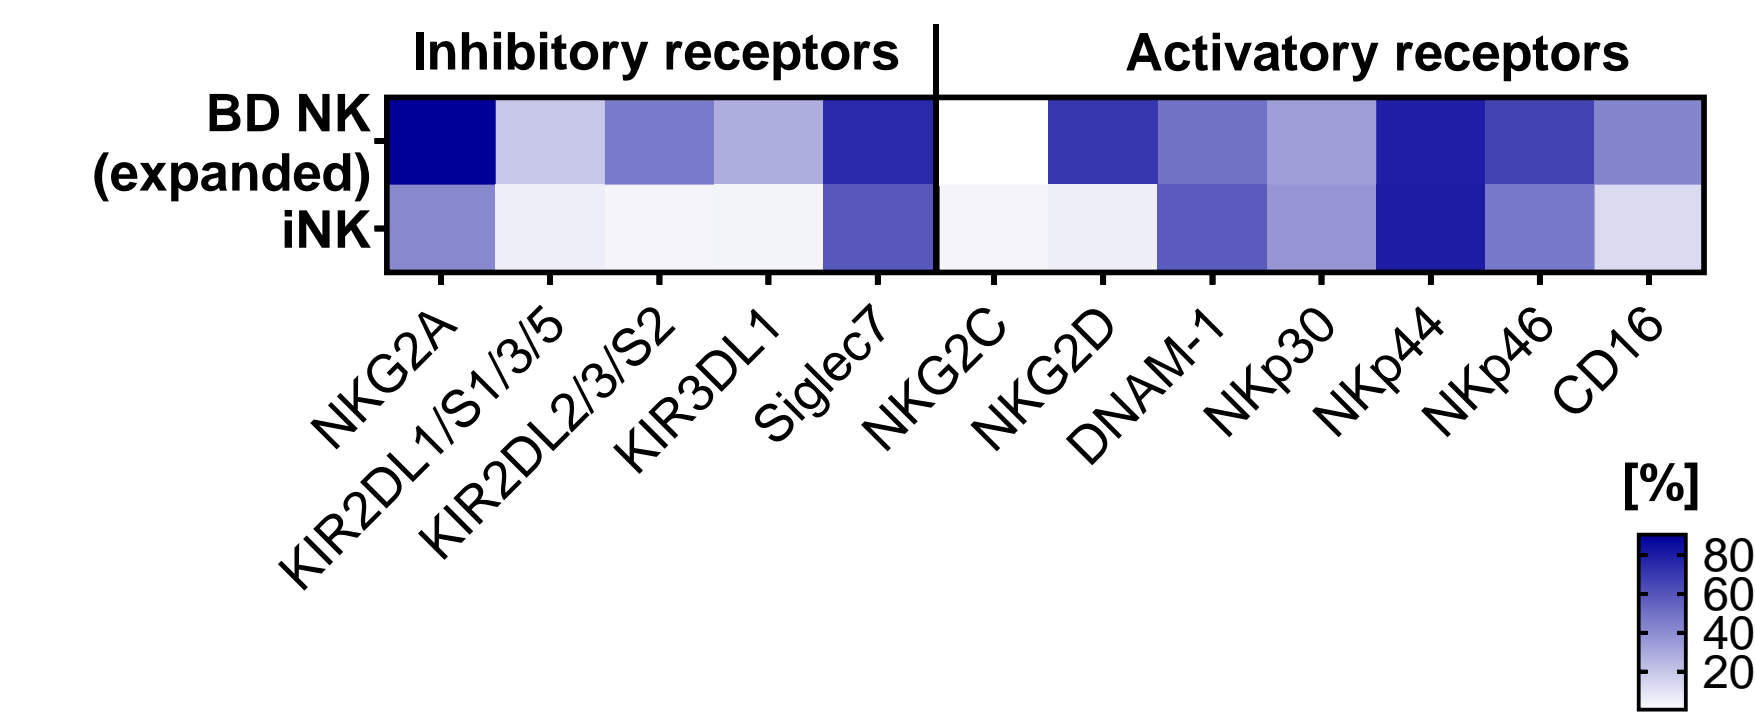 Inhibitory receptors
Activatory receptors
BD NK
(expanded)
iNK
NKG2A
KIR2DL1/S1/3/5
KIR2DL2/3/S2
KIR3DL1
Siglec7
NKG2C
NKG2D
DNAM-1
NKp30
NKp44
NKp46
CD16
[%]
80
60
40
20